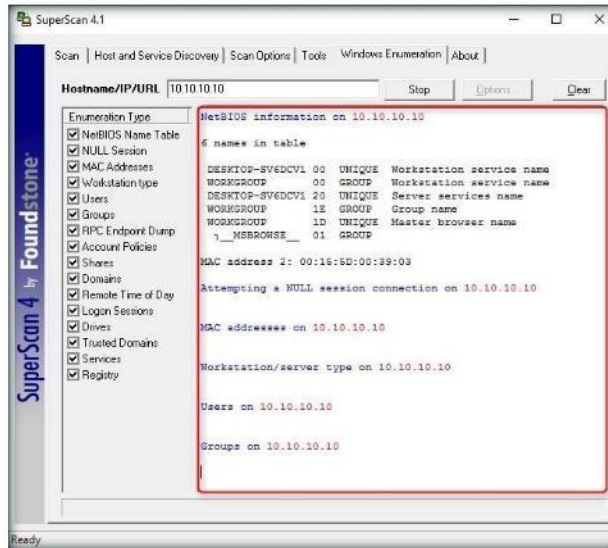 SuperScan 4.1
Scan | Host and Service Discovery | Scan Options | Tools | Windows Enumeration | About |
Hostname/IP/URL 10.10.10.10 Stop Options... Clear
Enumeration Type
NetBIOS Name Table
NULL Session
MAC Addresses
Workstation type
Users
Groups
RPC Endpoint Dump
Account Policies
Shares
Domains
Remote Time of Day
Logon Sessions
Drives
Trusted Domains
Services
Registry
NetBIOS information on 10.10.10.10
6 names in table
DESKTOP-SV6DCV1 00 UNIQUE Workstation service name
WORKGROUP 00 GROUP Workstation service name
DESKTOP-SV6DCV1 20 UNIQUE Server services name
WORKGROUP 1E GROUP Group name
WORKGROUP 1D UNIQUE Master browser name
┐__MSBROWSE__ 01 GROUP
MAC address 2: 00:15:5D:00:39:03
Attempting a NULL session connection on 10.10.10.10
MAC addresses on 10.10.10.10
Workstation/server type on 10.10.10.10
Users on 10.10.10.10
Groups on 10.10.10.10
SuperScan 4 by Foundstone
Ready